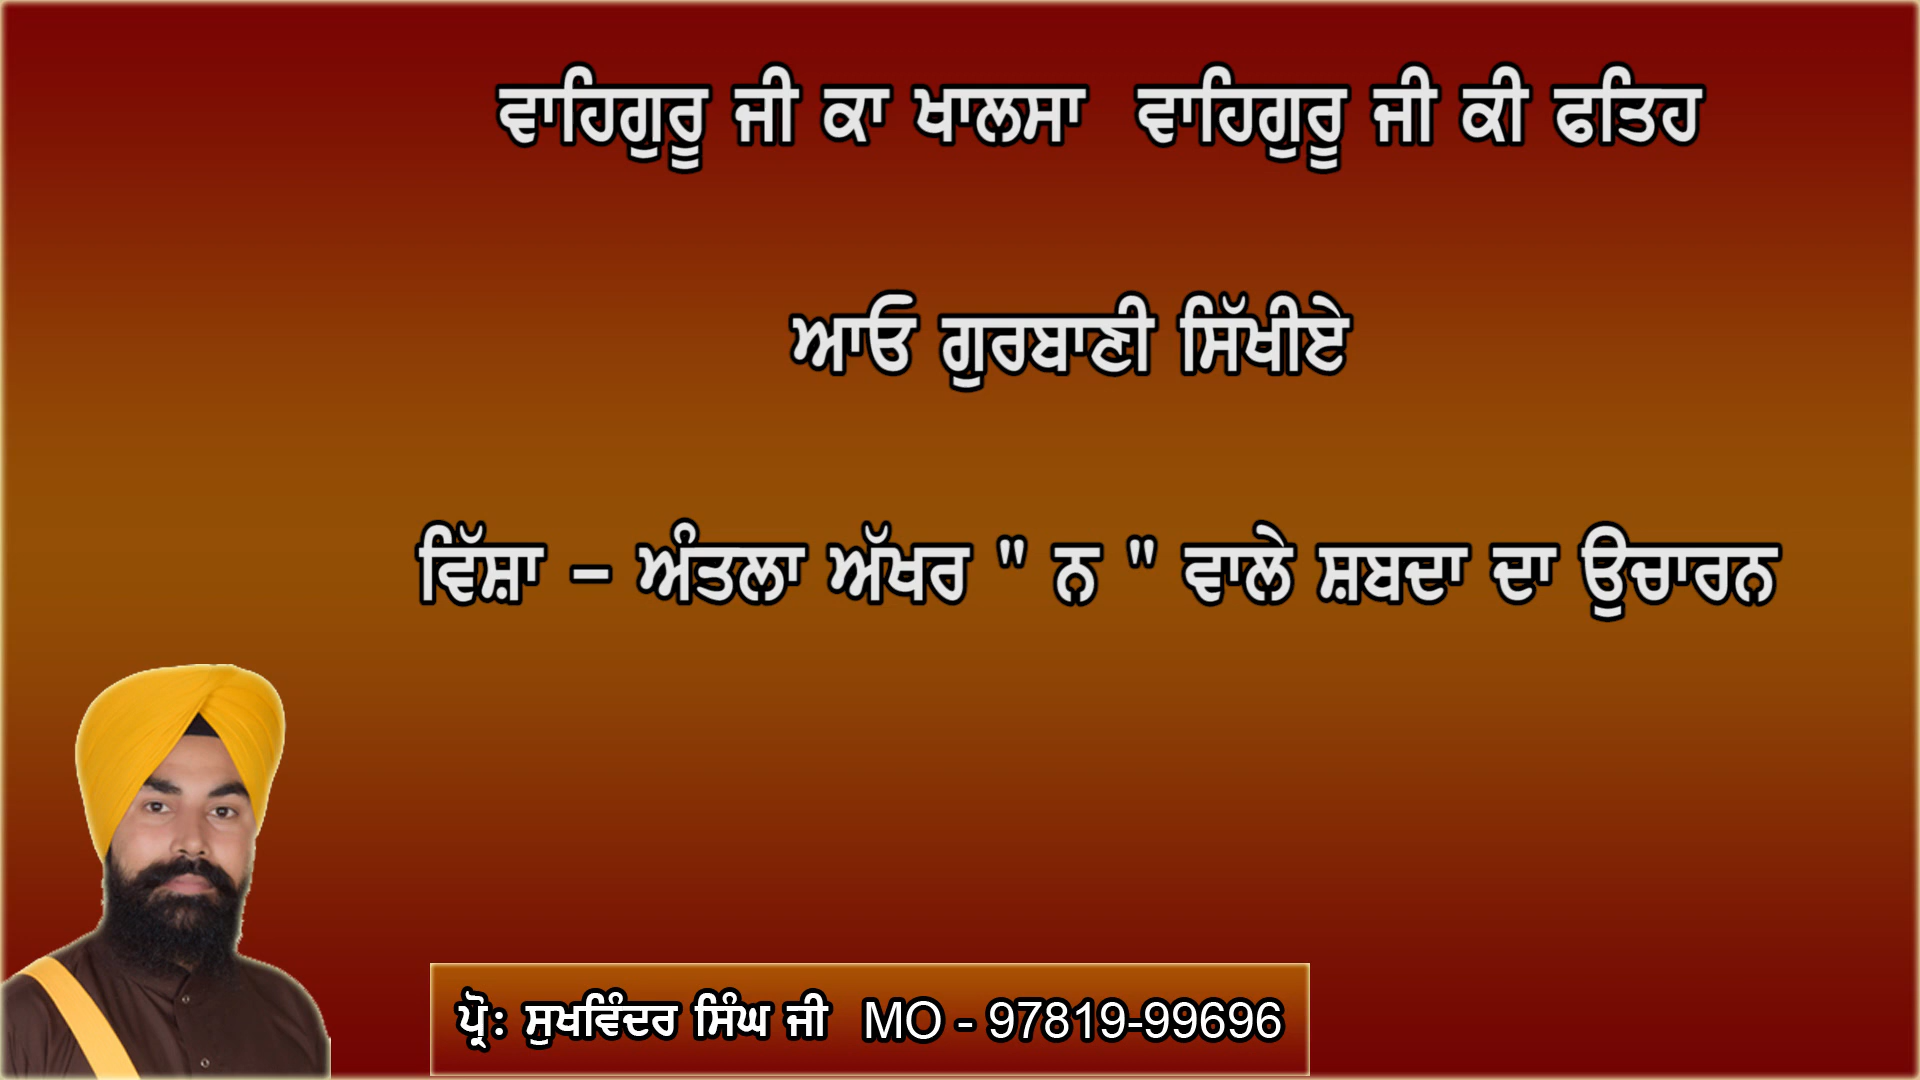 ਵਾਹਿਗੁਰੂ ਜੀ ਕਾ ਖਾਲਸਾ ਵਾਹਿਗੁਰੂ ਜੀ ਕੀ ਫਤਿਹ
ਆਓ ਗੁਰਬਾਣੀ ਸਿੱਖੀਏ
ਵਿੱਸ਼ਾ – ਅੰਤਲਾ ਅੱਖਰ " ਨ " ਵਾਲੇ ਸ਼ਬਦਾ ਦਾ ਉਚਾਰਨ
ਪ੍ਰੋ: ਸੁਖਵਿੰਦਰ ਸਿੰਘ ਜੀ MO - 97819-99696